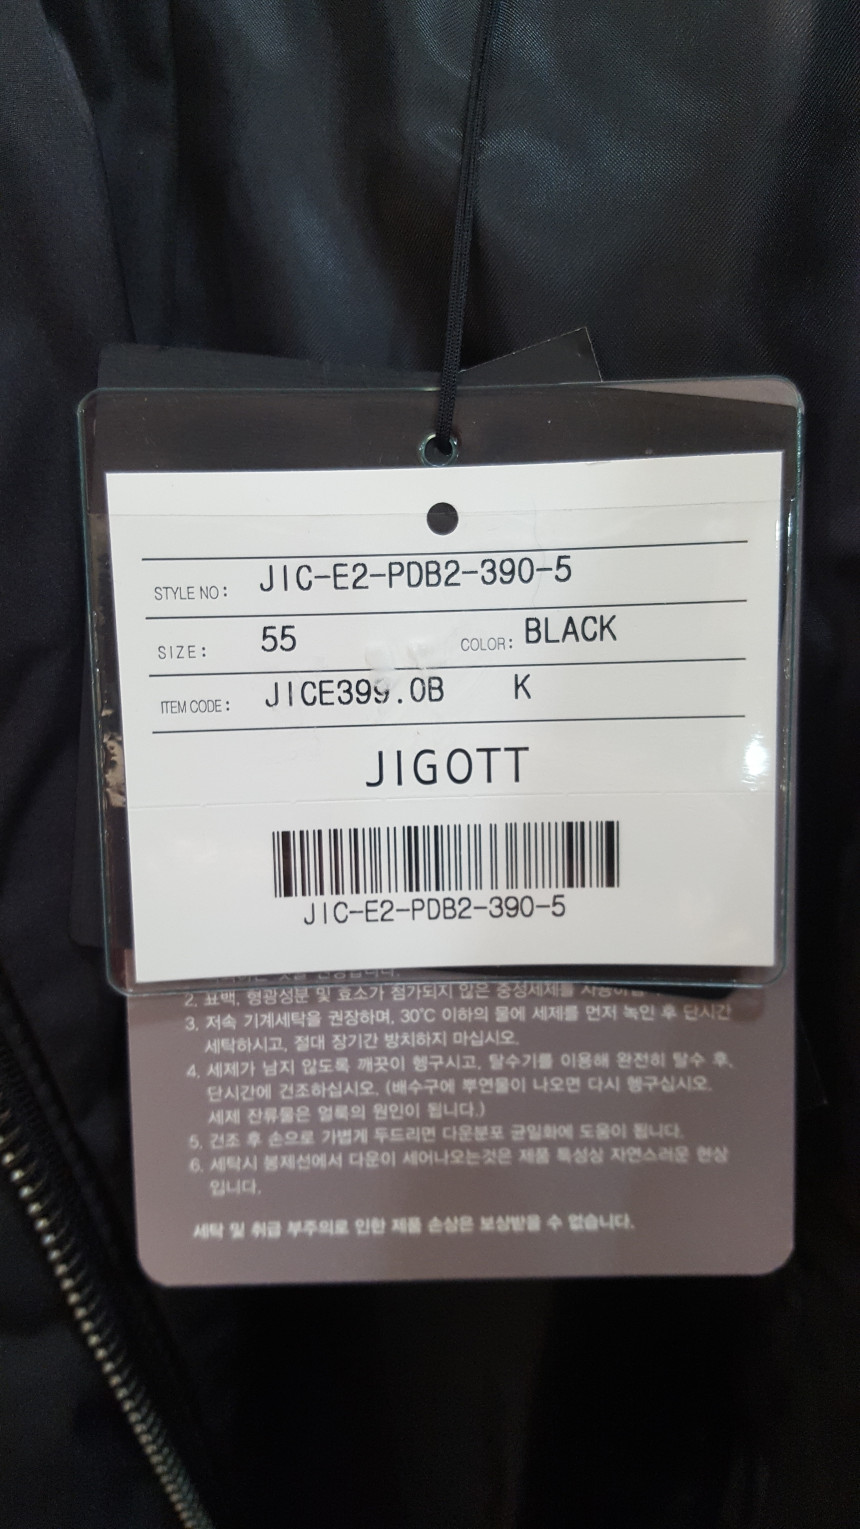 STYLE NO: JIC-E2-PDB2-390-5
SIZE: 55 COLOR: BLACK
ITEM CODE: JICE399.0B K
JIGOTT
JIC-E2-PDB2-390-5
2. 표백, 형광성분 및 효소가 첨가되지 않은 중성세제를
3. 저속 기계세탁을 권장하며, 30℃ 이하의 물에 세제를 먼저 녹인 후 단시간
세탁하시고, 절대 장기간 방치하지 마십시오.
4. 세제가 남지 않도록 깨끗이 헹구시고, 탈수기를 이용해 완전히 탈수 후,
단시간에 건조하십시오. (배수구에 뿌연물이 나오면 다시 헹구십시오.
세제 잔류물은 얼룩의 원인이 됩니다.)
5. 건조 후 손으로 가볍게 두드리면 다운분포 균일화에 도움이 됩니다.
6. 세탁시 봉제선에서 다운이 세어나오는것은 제품 특성상 자연스러운 현상
입니다.
세탁 및 취급 부주의로 인한 제품 손상은 보상받을 수 없습니다.